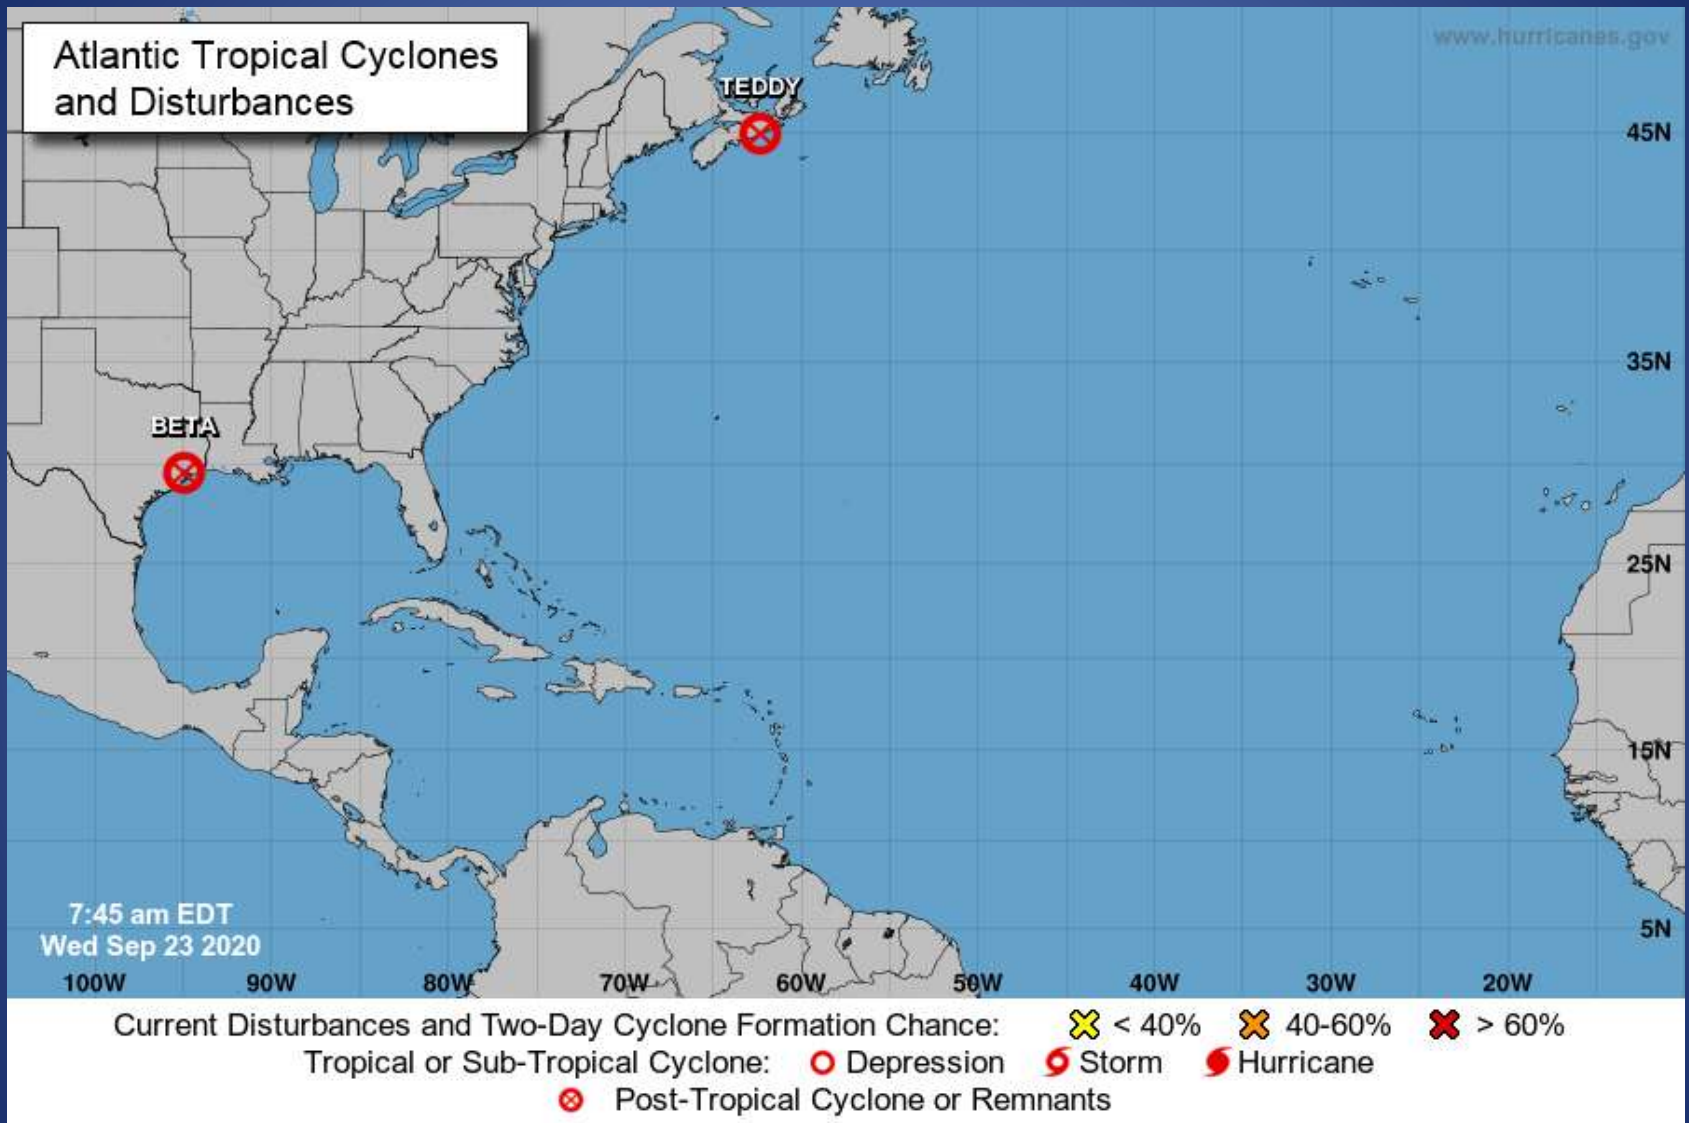 Atlantic Tropical Cyclones
and Disturbances
www.hurricanes.gov
TEDDY
45N
35N
BETA
25N
15N
7:45 am EDT
Wed Sep 23 2020
5N
100W 90W 80W 70W 60W 50W 40W 30W 20W
Current Disturbances and Two-Day Cyclone Formation Chance: < 40% 40-60% > 60%
Tropical or Sub-Tropical Cyclone: Depression Storm Hurricane
Post-Tropical Cyclone or Remnants